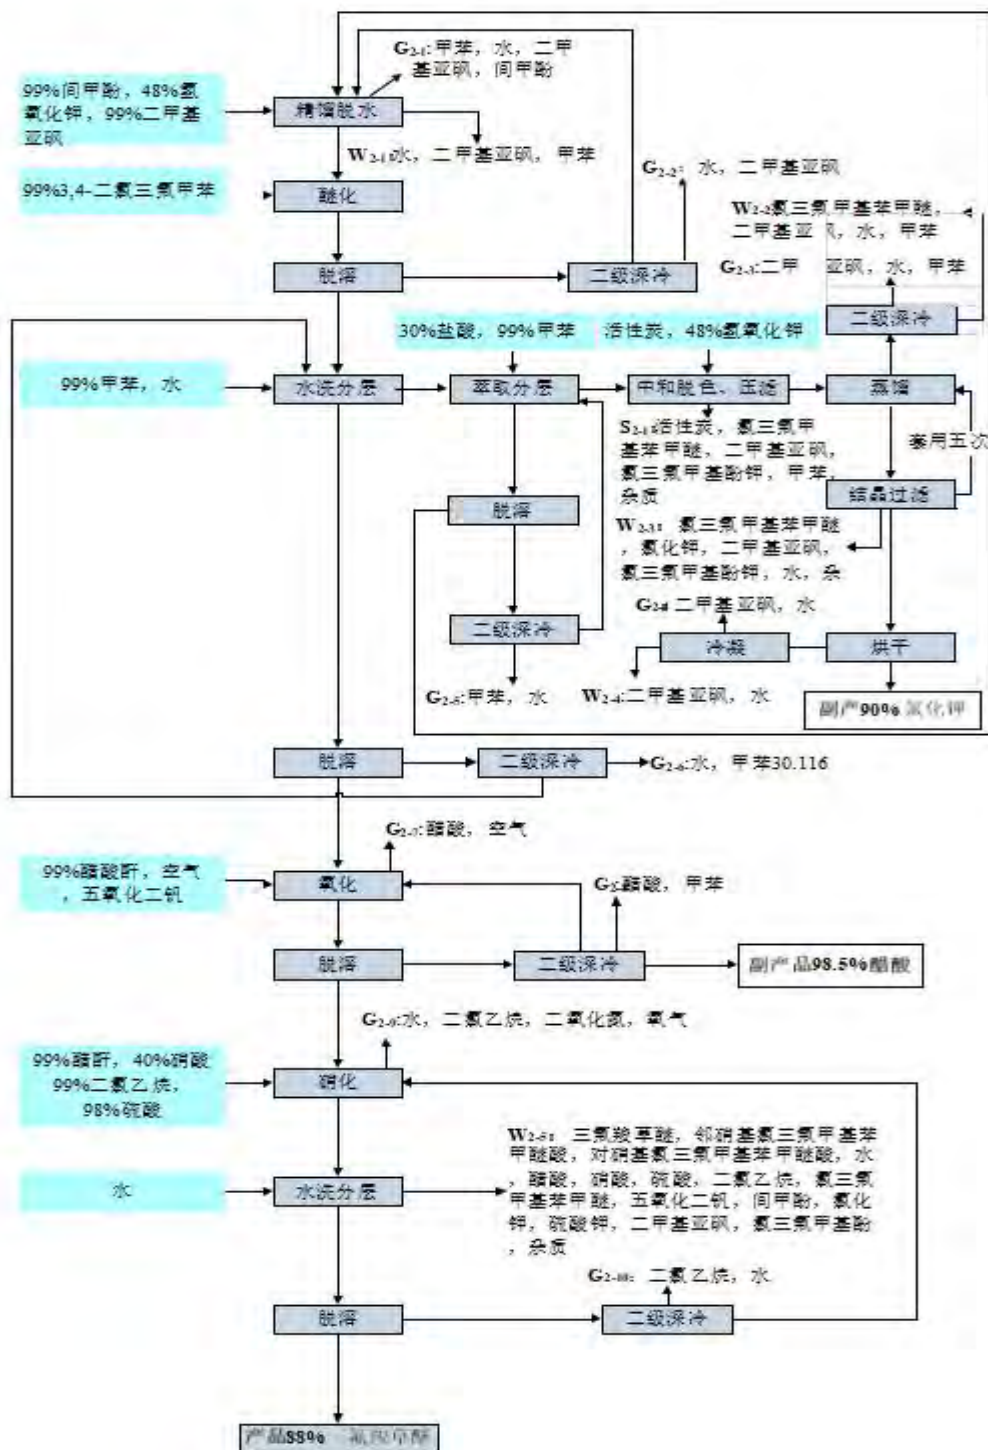 G₂₋₁:甲苯，水，二甲
基亚砜，间甲酚
99%间甲酚，48%氢
氧化钾，99%二甲基
亚砜
精馏脱水
W₂₋₁:水，二甲基亚砜，甲苯
G₂₋₂：水，二甲基亚砜
99%3,4-二氯三氟甲苯
醚化
W₂₋₂氯三氟甲基苯甲醚，
二甲基亚砜，水，甲苯
G₂₋₃:二甲 亚砜，水，甲苯
脱溶
二级深冷
二级深冷
30%盐酸，99%甲苯
活性炭，48%氢氧化钾
99%甲苯，水
水洗分层
萃取分层
中和脱色、压滤
蒸馏
S₂₋₁:活性炭，氯三氟甲
基苯甲醚，二甲基亚砜，
氯三氟甲基酚钾，甲苯，
杂质
套用五次
脱溶
结晶过滤
W₂₋₃：氯三氟甲基苯甲醚
，氯化钾，二甲基亚砜，
氯三氟甲基酚钾，水，杂
G₂₋₄ 二甲基亚砜，水
二级深冷
冷凝
烘干
G₂₋₅:甲苯，水
W₂₋₄:二甲基亚砜，水
副产90%氯化钾
脱溶
二级深冷
G₂₋₆:水，甲苯30.116
G₂₋₇:醋酸，空气
99%醋酸酐，空气
，五氧化二钒
氧化
G₂:醋酸，甲苯
脱溶
二级深冷
副产品98.5%醋酸
G₂₋₉:水，二氯乙烷，二氧化氮，氧气
99%醋酐，40%硝酸
99%二氯乙烷，
98%硫酸
硝化
W₂₋₅：三氟羧草醚，邻硝基氯三氟甲基苯
甲醚酸，对硝基氯三氟甲基苯甲醚酸，水
，醋酸，硝酸，硫酸，二氯乙烷，氯三氟
甲基苯甲醚，五氧化二钒，间甲酚，氯化
钾，硫酸钾，二甲基亚砜，氯三氟甲基酚
，杂质
水
水洗分层
G₂₋₁₀：二氯乙烷，水
脱溶
二级深冷
产品88%